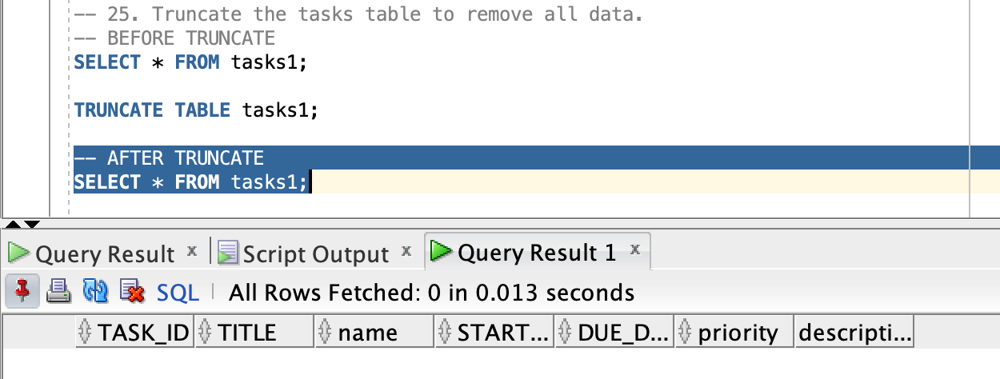 -- 25. Truncate the tasks table to remove all data.
-- BEFORE TRUNCATE
SELECT * FROM tasks1;
TRUNCATE TABLE tasks1;
-- AFTER TRUNCATE
SELECT * FROM tasks1;
Query Result x Script Output x Query Result 1 x
SQL All Rows Fetched: 0 in 0.013 seconds
TASK_ID TITLE name START... DUE_D... priority descripti...